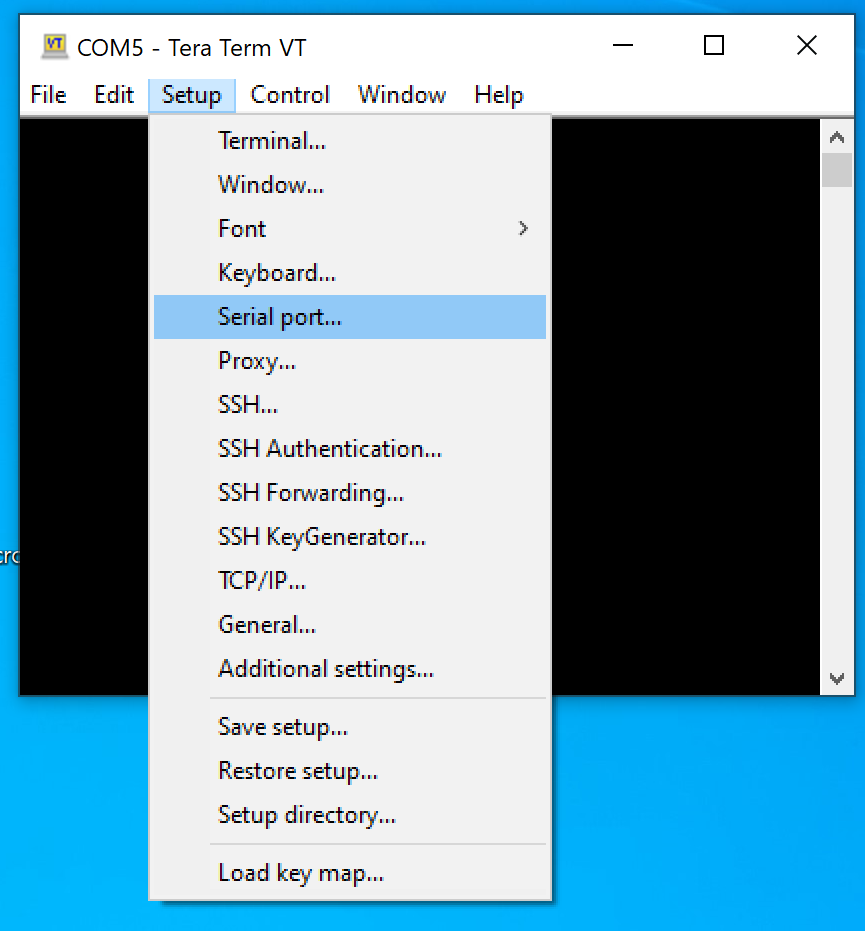 COM5 - Tera Term VT
File Edit Setup Control Window Help
Terminal...
Window...
Font
Keyboard...
Serial port...
Proxy...
SSH...
SSH Authentication...
SSH Forwarding...
SSH KeyGenerator...
TCP/IP...
General...
Additional settings...
Save setup...
Restore setup...
Setup directory...
Load key map...